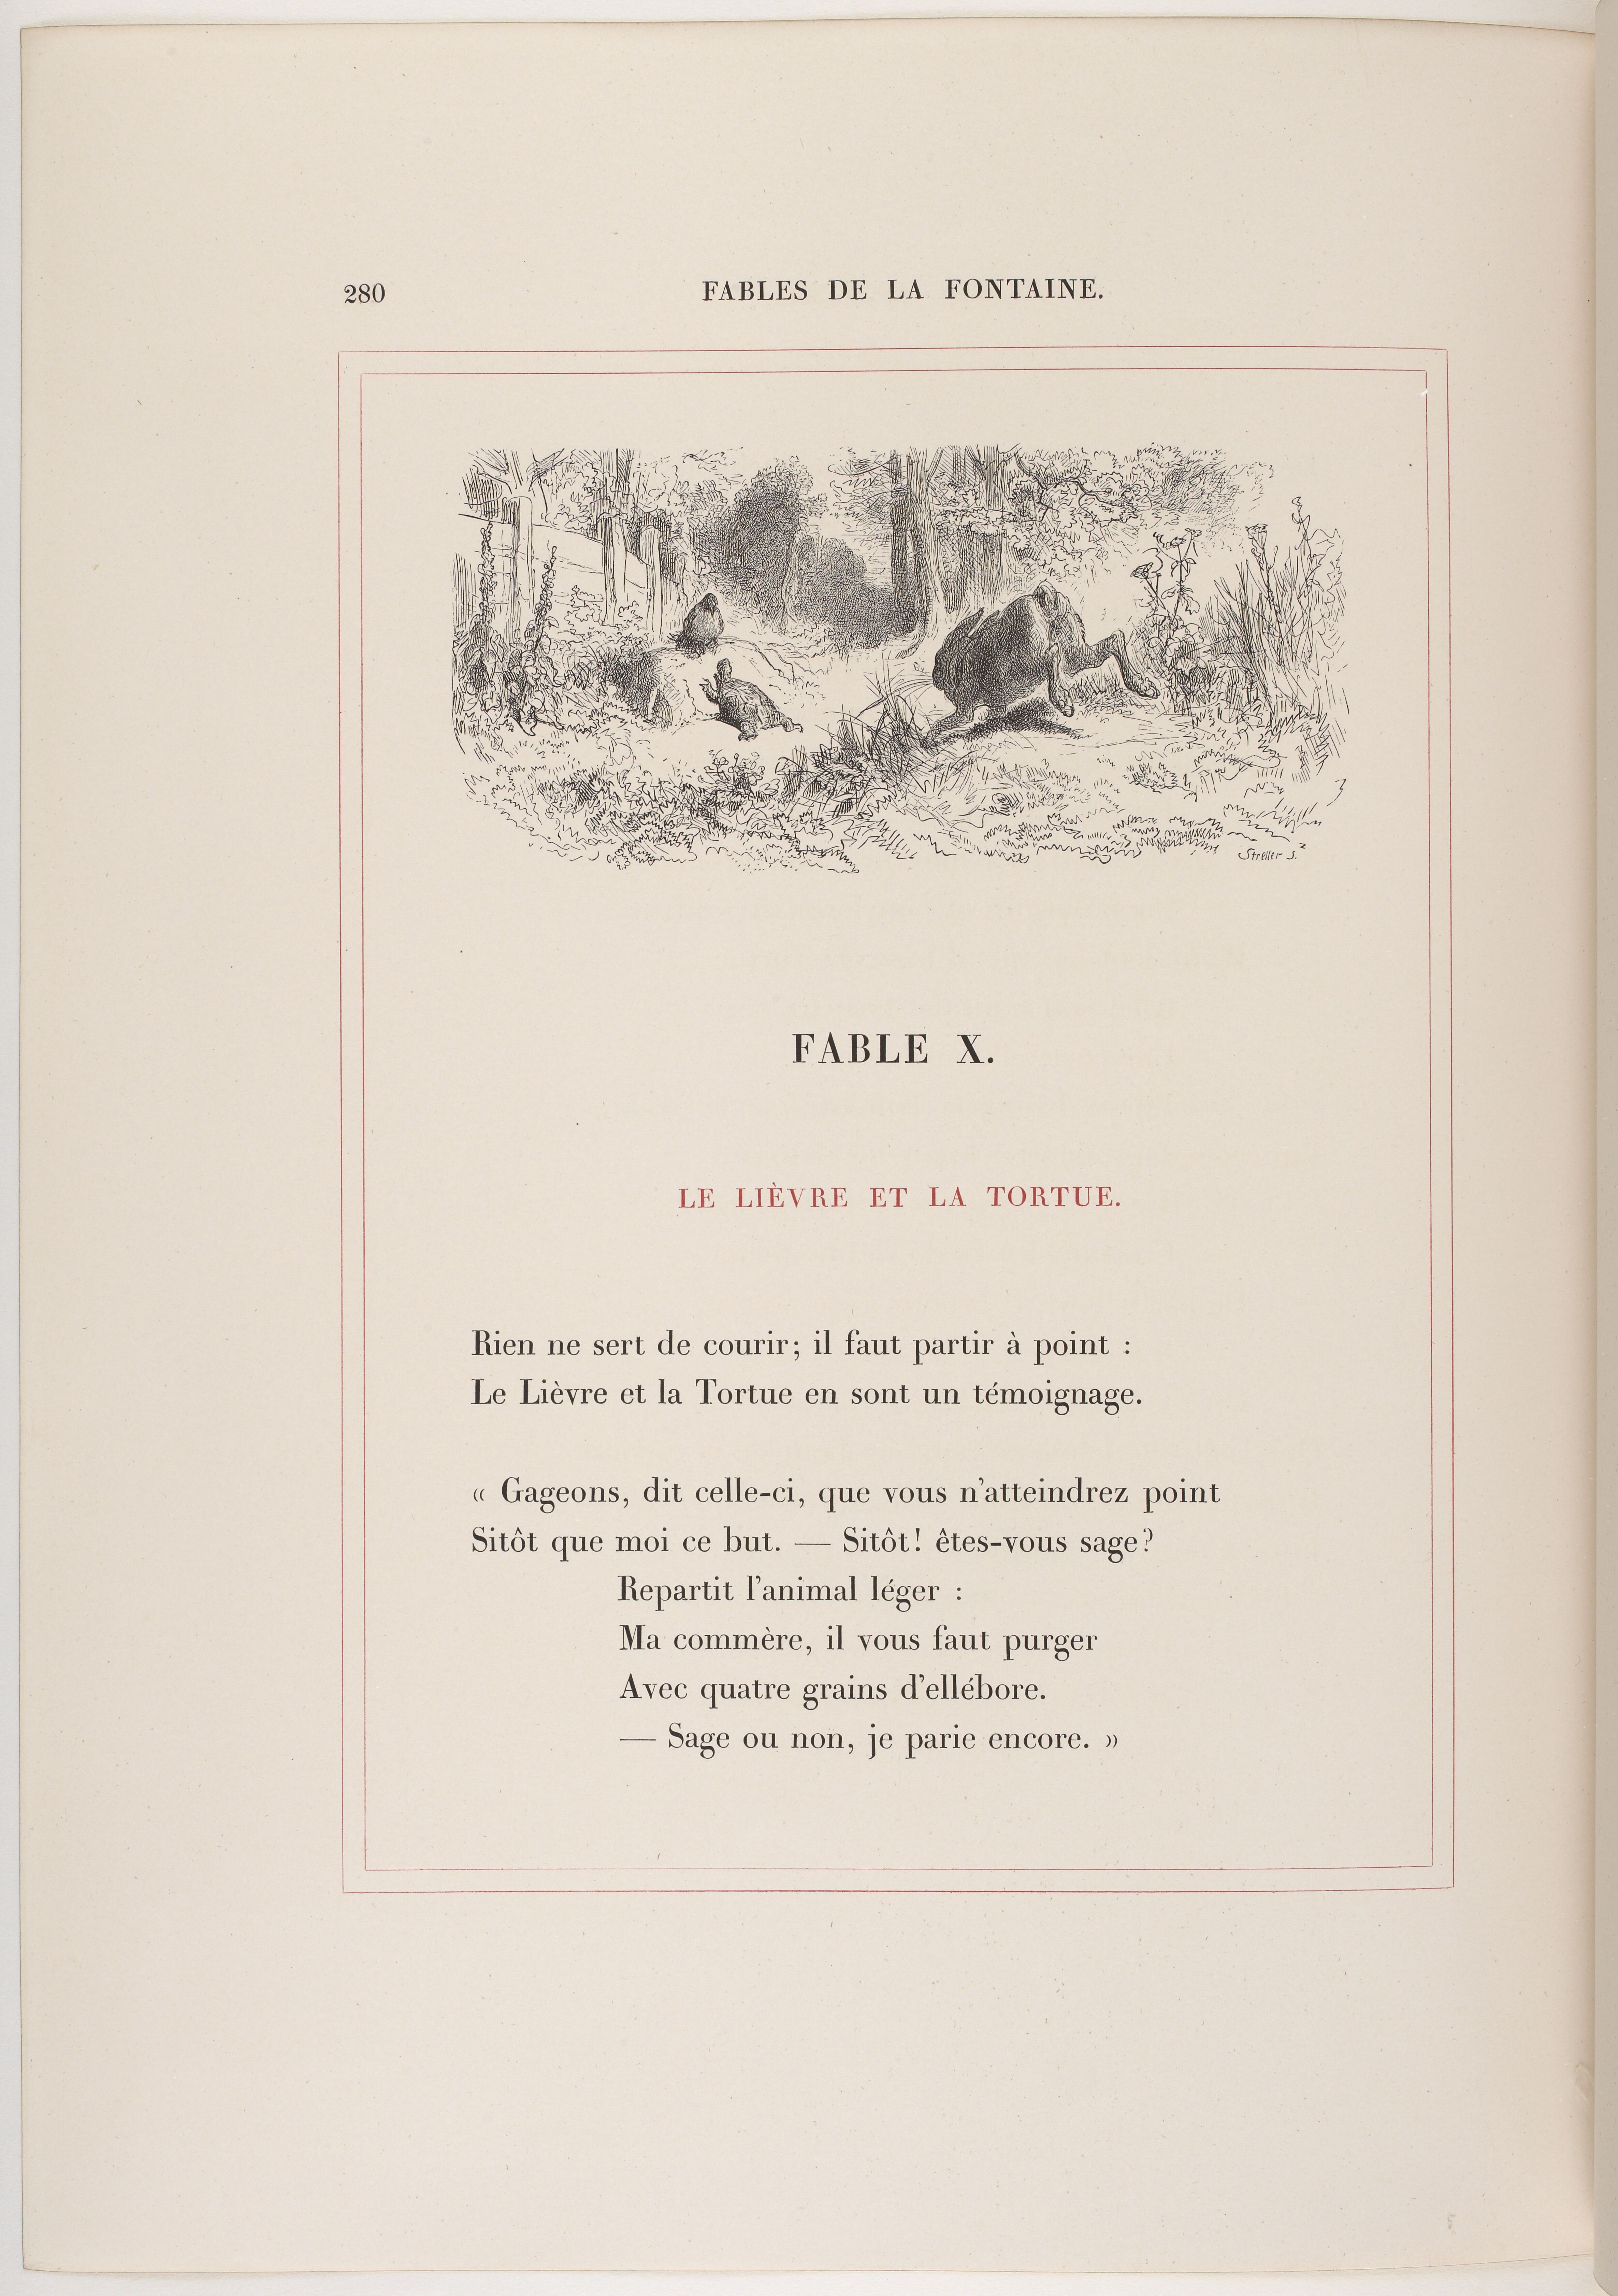 280
FABLES DE LA FONTAINE.
Streller S.
FABLE X.
LE LIÈVRE ET LA TORTUE.
Rien ne sert de courir; il faut partir à point :
Le Lièvre et la Tortue en sont un témoignage.
« Gageons, dit celle-ci, que vous n'atteindrez point
Sitôt que moi ce but. — Sitôt! êtes-vous sage?
Repartit l'animal léger :
Ma commère, il vous faut purger
Avec quatre grains d'ellébore.
— Sage ou non, je parie encore. »